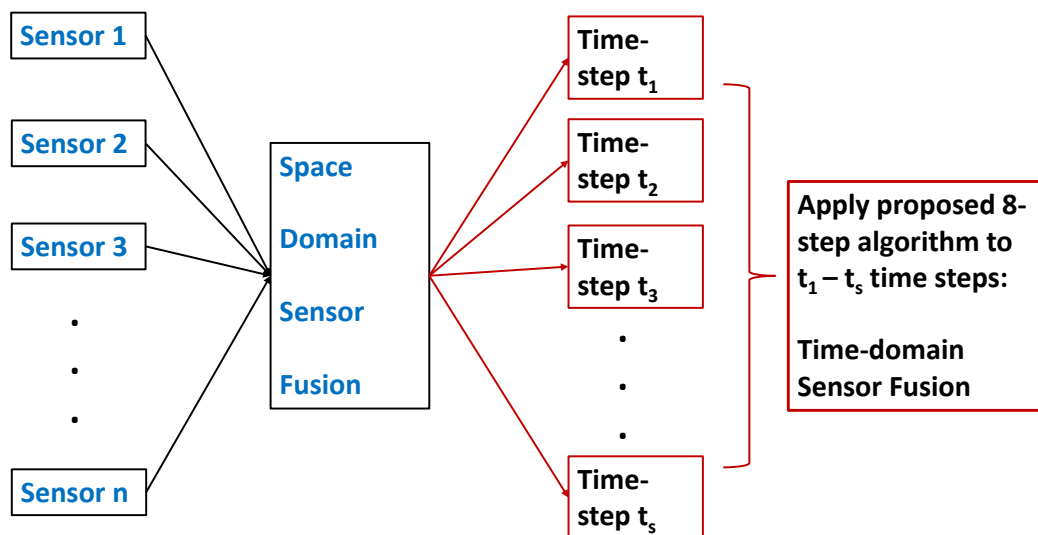 Sensor 1
Sensor 2
Sensor 3
.
.
.
Sensor n
Space
Domain
Sensor
Fusion
Time-
step t₁
Time-
step t₂
Time-
step t₃
.
.
.
Time-
step tₛ
Apply proposed 8-
step algorithm to
t₁ – tₛ time steps:
Time-domain
Sensor Fusion